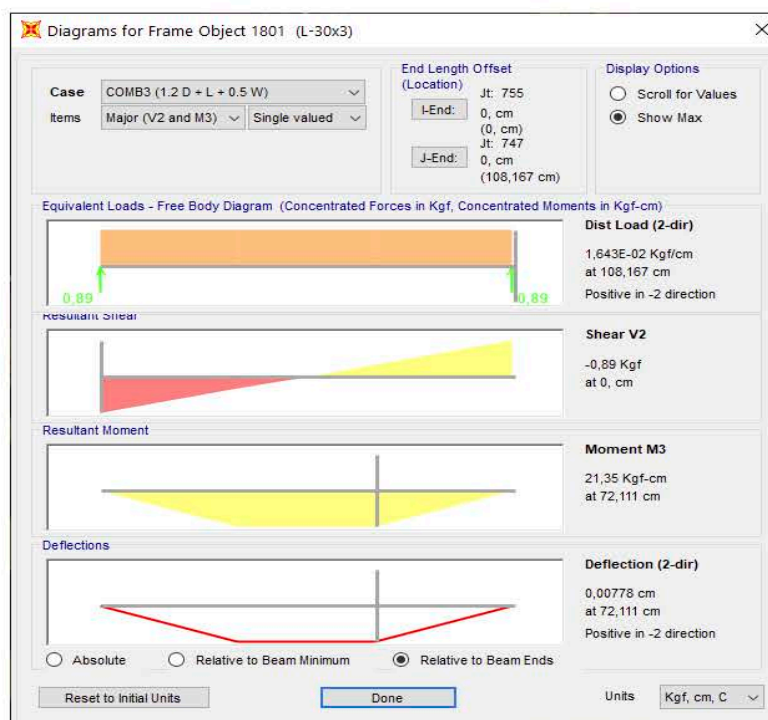 Diagrams for Frame Object 1801 (L-30x3)
Case COMB3 (1.2 D + L + 0.5 W)
Items Major (V2 and M3) Single valued
End Length Offset
(Location)
Jt: 755
I-End: 0, cm
(0, cm)
Jt: 747
J-End: 0, cm
(108,167 cm)
Display Options
Scroll for Values
Show Max
Equivalent Loads - Free Body Diagram (Concentrated Forces in Kgf, Concentrated Moments in Kgf-cm)
0,89 0,89
Dist Load (2-dir)
1,643E-02 Kgf/cm
at 108,167 cm
Positive in -2 direction
Resultant Shear
Shear V2
-0,89 Kgf
at 0, cm
Resultant Moment
Moment M3
21,35 Kgf-cm
at 72,111 cm
Deflections
Deflection (2-dir)
0,00778 cm
at 72,111 cm
Positive in -2 direction
Absolute Relative to Beam Minimum Relative to Beam Ends
Reset to Initial Units Done Units Kgf, cm, C